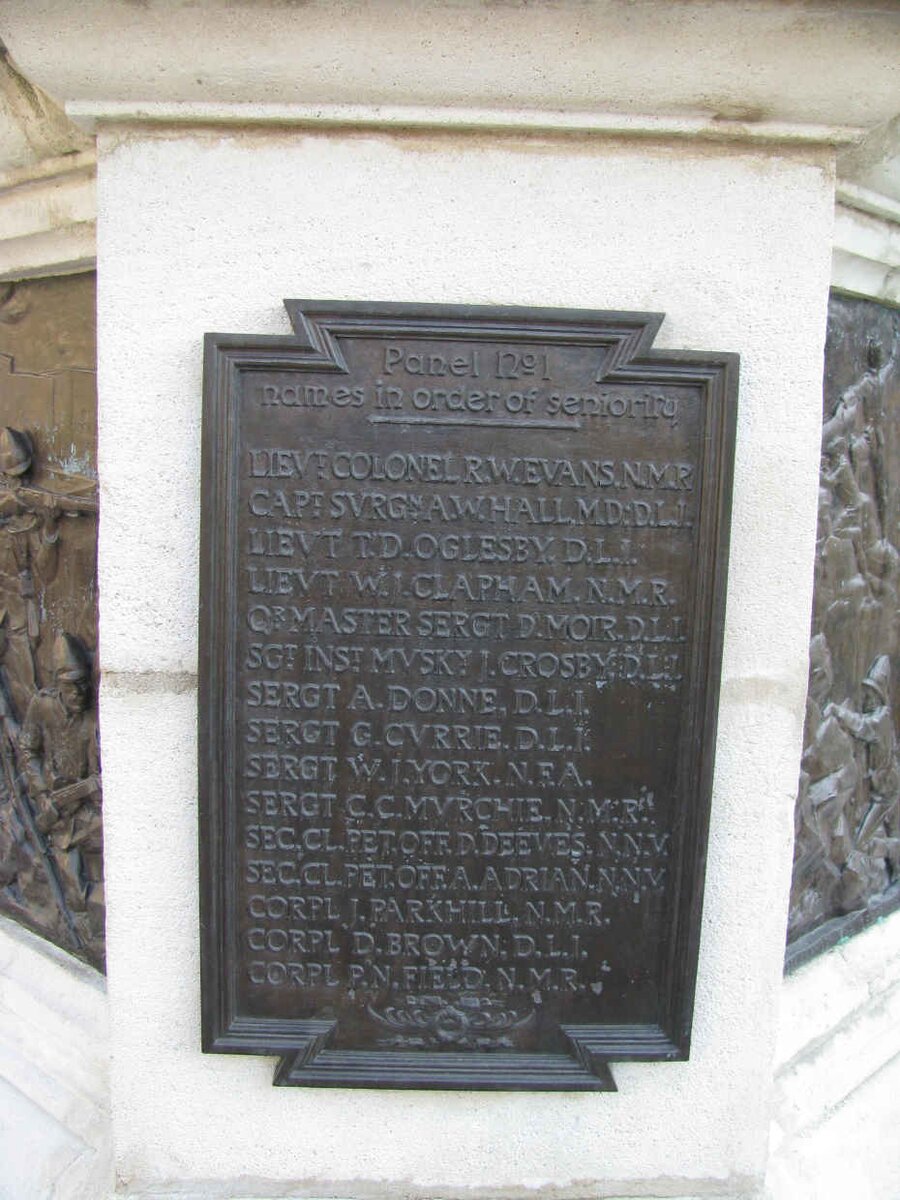 Panel No1
names in order of seniority
LIEVT COLONEL R.W.EVANS. N.M.R
CAPT SVRGN A.W.HALL.M.D: D.L.I.
LIEVT T.D.OGLESBY. D.L.I.
LIEVT W.J.CLAPHAM. N.M.R.
QR MASTER SERGT D.MOIR. D.L.I.
SGT INST MVSKY J.CROSBY. D.L.I.
SERGT A.DONNE. D.L.I.
SERGT G.CVRRIE. D.L.I.
SERGT W.J.YORK. N.F.A.
SERGT C.C.MVRCHIE. N.M.R.
SEC.CL.PET.OFF.D.DEEVES. N.N.V.
SEC.CL.PET.OFF.A.ADRIAN.N.N.V.
CORPL J.PARKHILL. N.M.R.
CORPL D.BROWN. D.L.I.
CORPL P.N.FIELD. N.M.R.